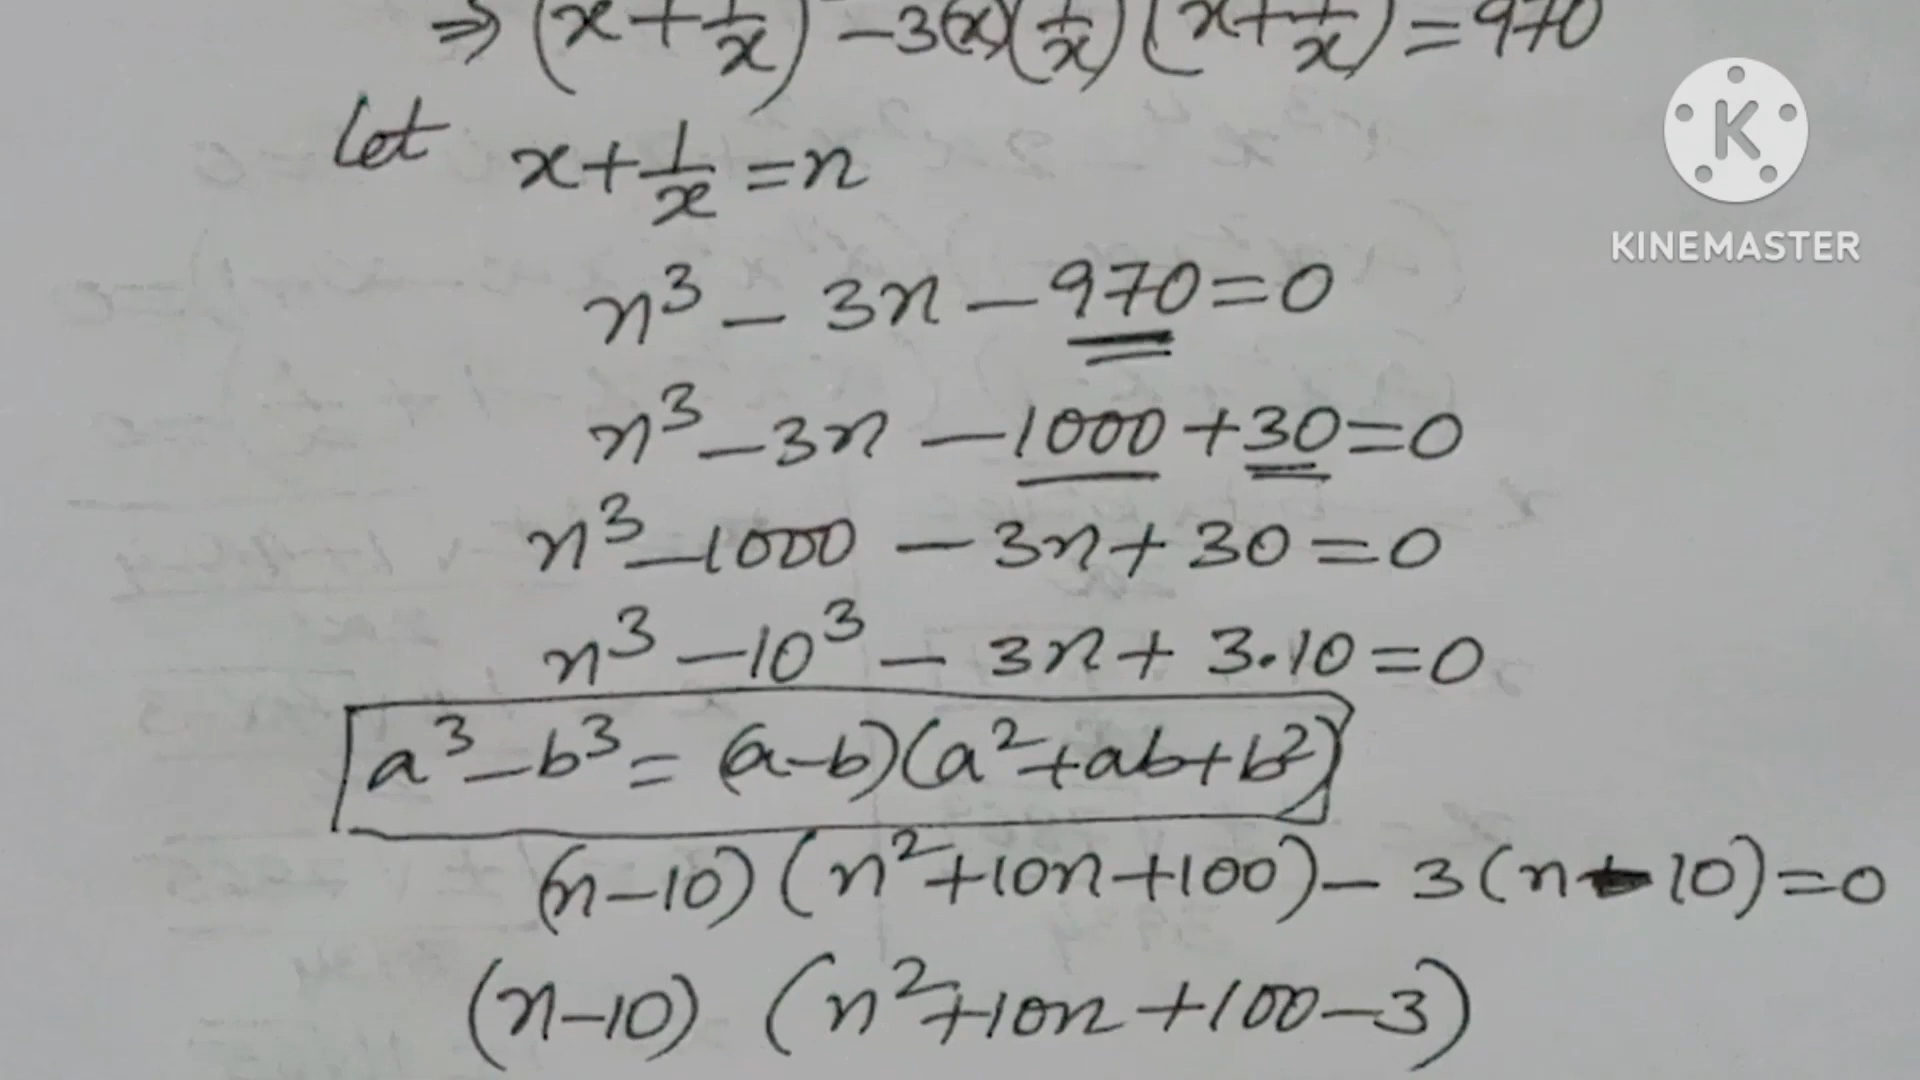 ⇒ (x+1/x) -3(x)(1/x)(x+1/x)=970
Let x+1/x=n
n³-3n-970=0
n³-3n-1000+30=0
n³-1000-3n+30=0
n³-10³-3n+3.10=0
a³-b³=(a-b)(a²+ab+b²)
(n-10)(n²+10n+100)-3(n-10)=0
(n-10)(n²+10n+100-3)
K
KINEMASTER